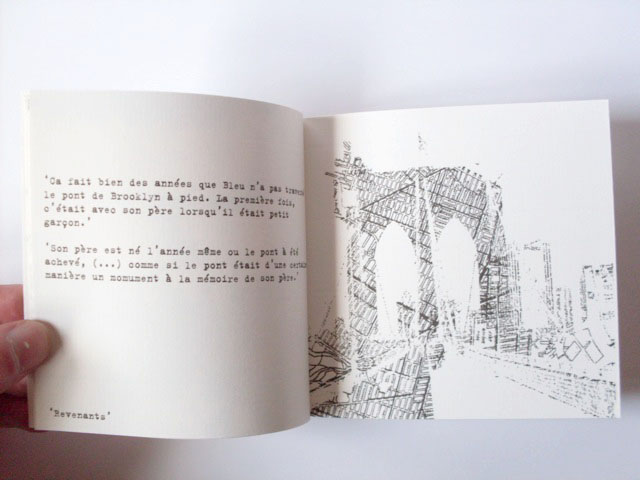 'Ca fait bien des années que Bleu n'a pas
le pont de Brooklyn à pied. La première fois,
c'était avec son père lorsqu'il était petit
garçon.'
'Son père est né l'année même ou le pont à été
achevé, (...) comme si le pont était d'une
manière un monument à la mémoire de son père.'
'Revenants'